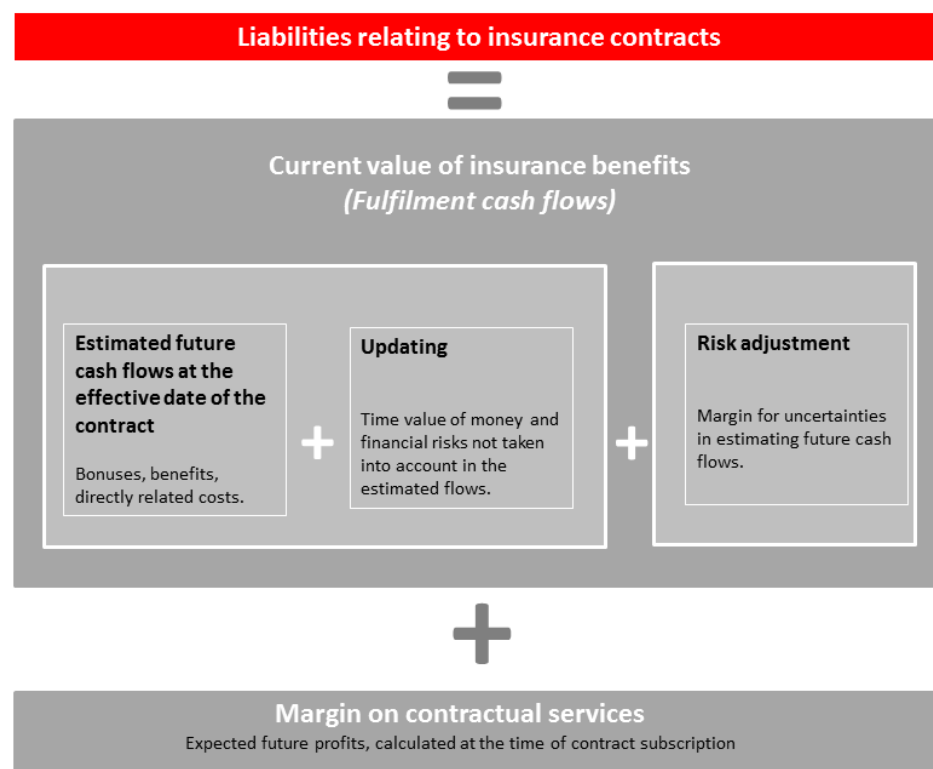 Liabilities relating to insurance contracts
=
Current value of insurance benefits
(Fulfilment cash flows)
Estimated future
cash flows at the
effective date of the
contract
Bonuses, benefits,
directly related costs.
+
Updating
Time value of money and
financial risks not taken
into account in the
estimated flows.
+
Risk adjustment
Margin for uncertainties
in estimating future cash
flows.
+
Margin on contractual services
Expected future profits, calculated at the time of contract subscription